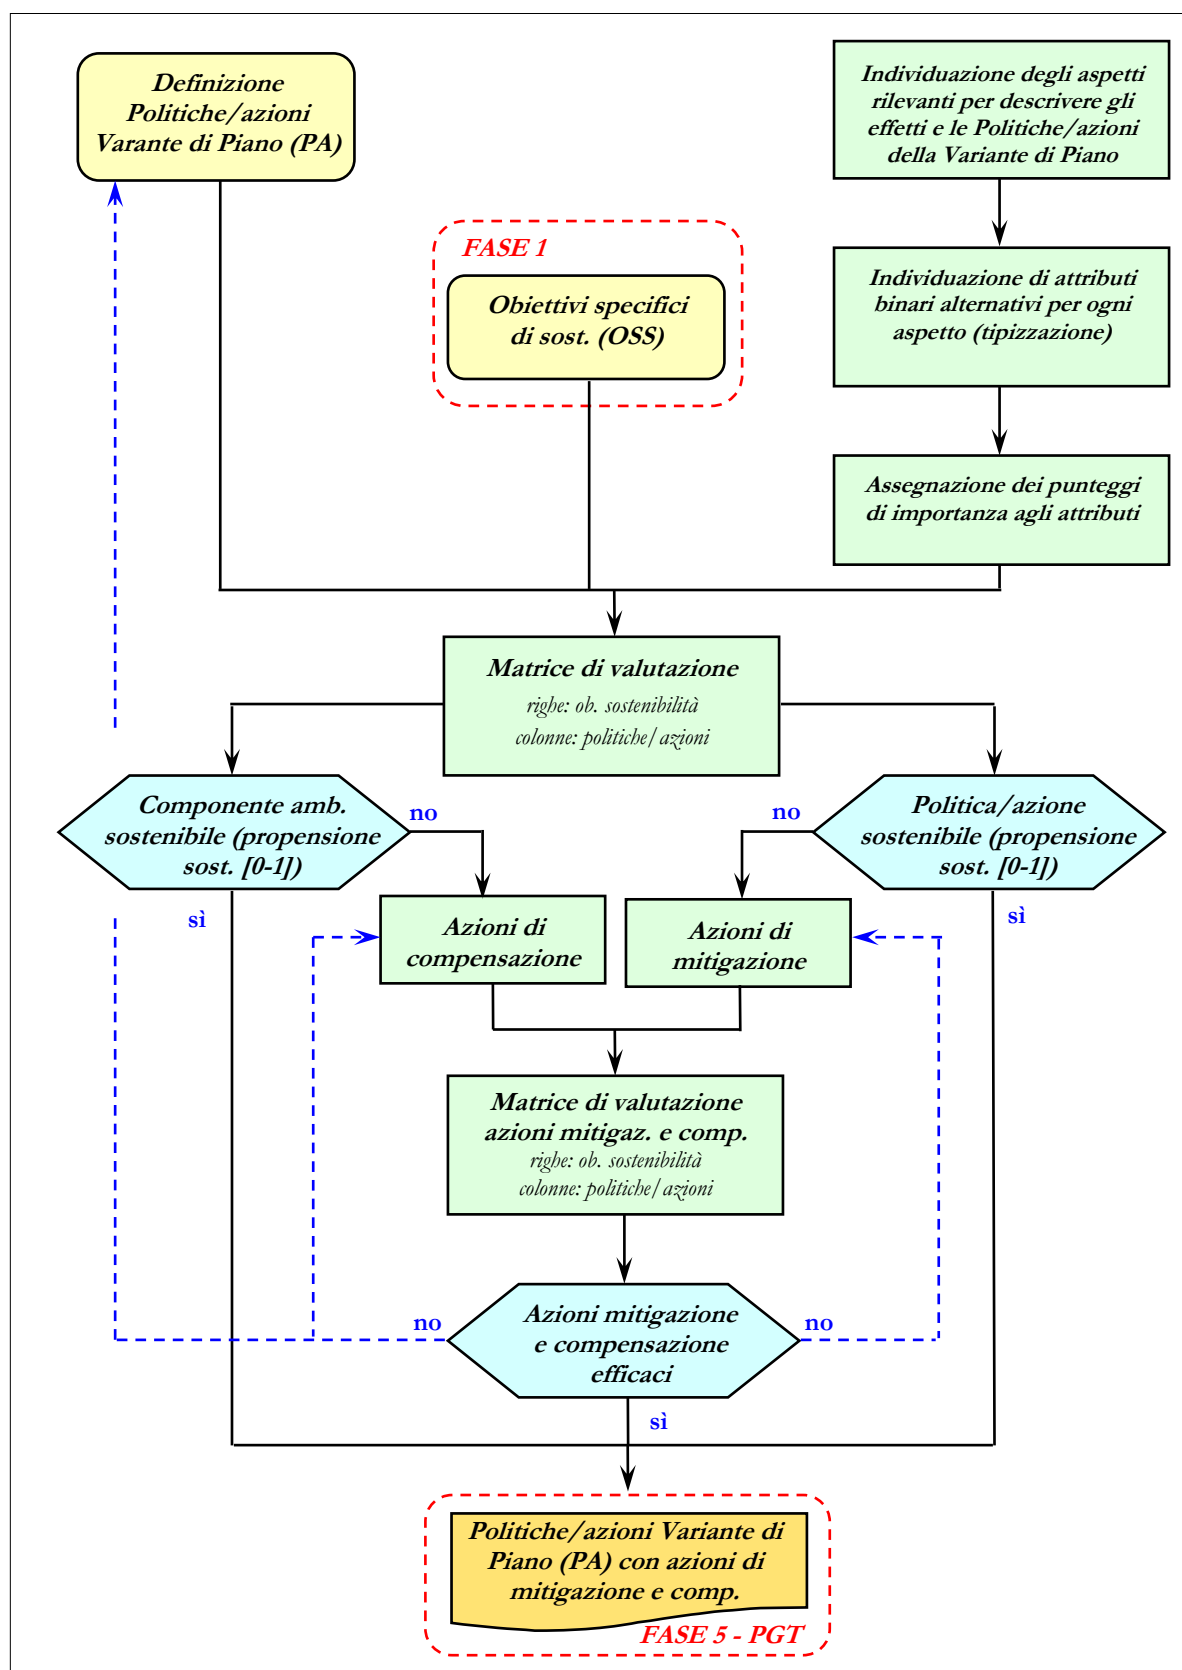 Definizione
Politiche/azioni
Varante di Piano (PA)
Individuazione degli aspetti
rilevanti per descrivere gli
effetti e le Politiche/azioni
della Variante di Piano
FASE 1
Obiettivi specifici
di sost. (OSS)
Individuazione di attributi
binari alternativi per ogni
aspetto (tipizzazione)
Assegnazione dei punteggi
di importanza agli attributi
Matrice di valutazione
righe: ob. sostenibilità
colonne: politiche/azioni
Componente amb.
sostenibile (propensione
sost. [0-1])
no
sì
no
Politica/azione
sostenibile (propensione
sost. [0-1])
sì
Azioni di
compensazione
Azioni di
mitigazione
Matrice di valutazione
azioni mitigaz. e comp.
righe: ob. sostenibilità
colonne: politiche/azioni
no
Azioni mitigazione
e compensazione
efficaci
no
sì
Politiche/azioni Variante di
Piano (PA) con azioni di
mitigazione e comp.
FASE 5 - PGT